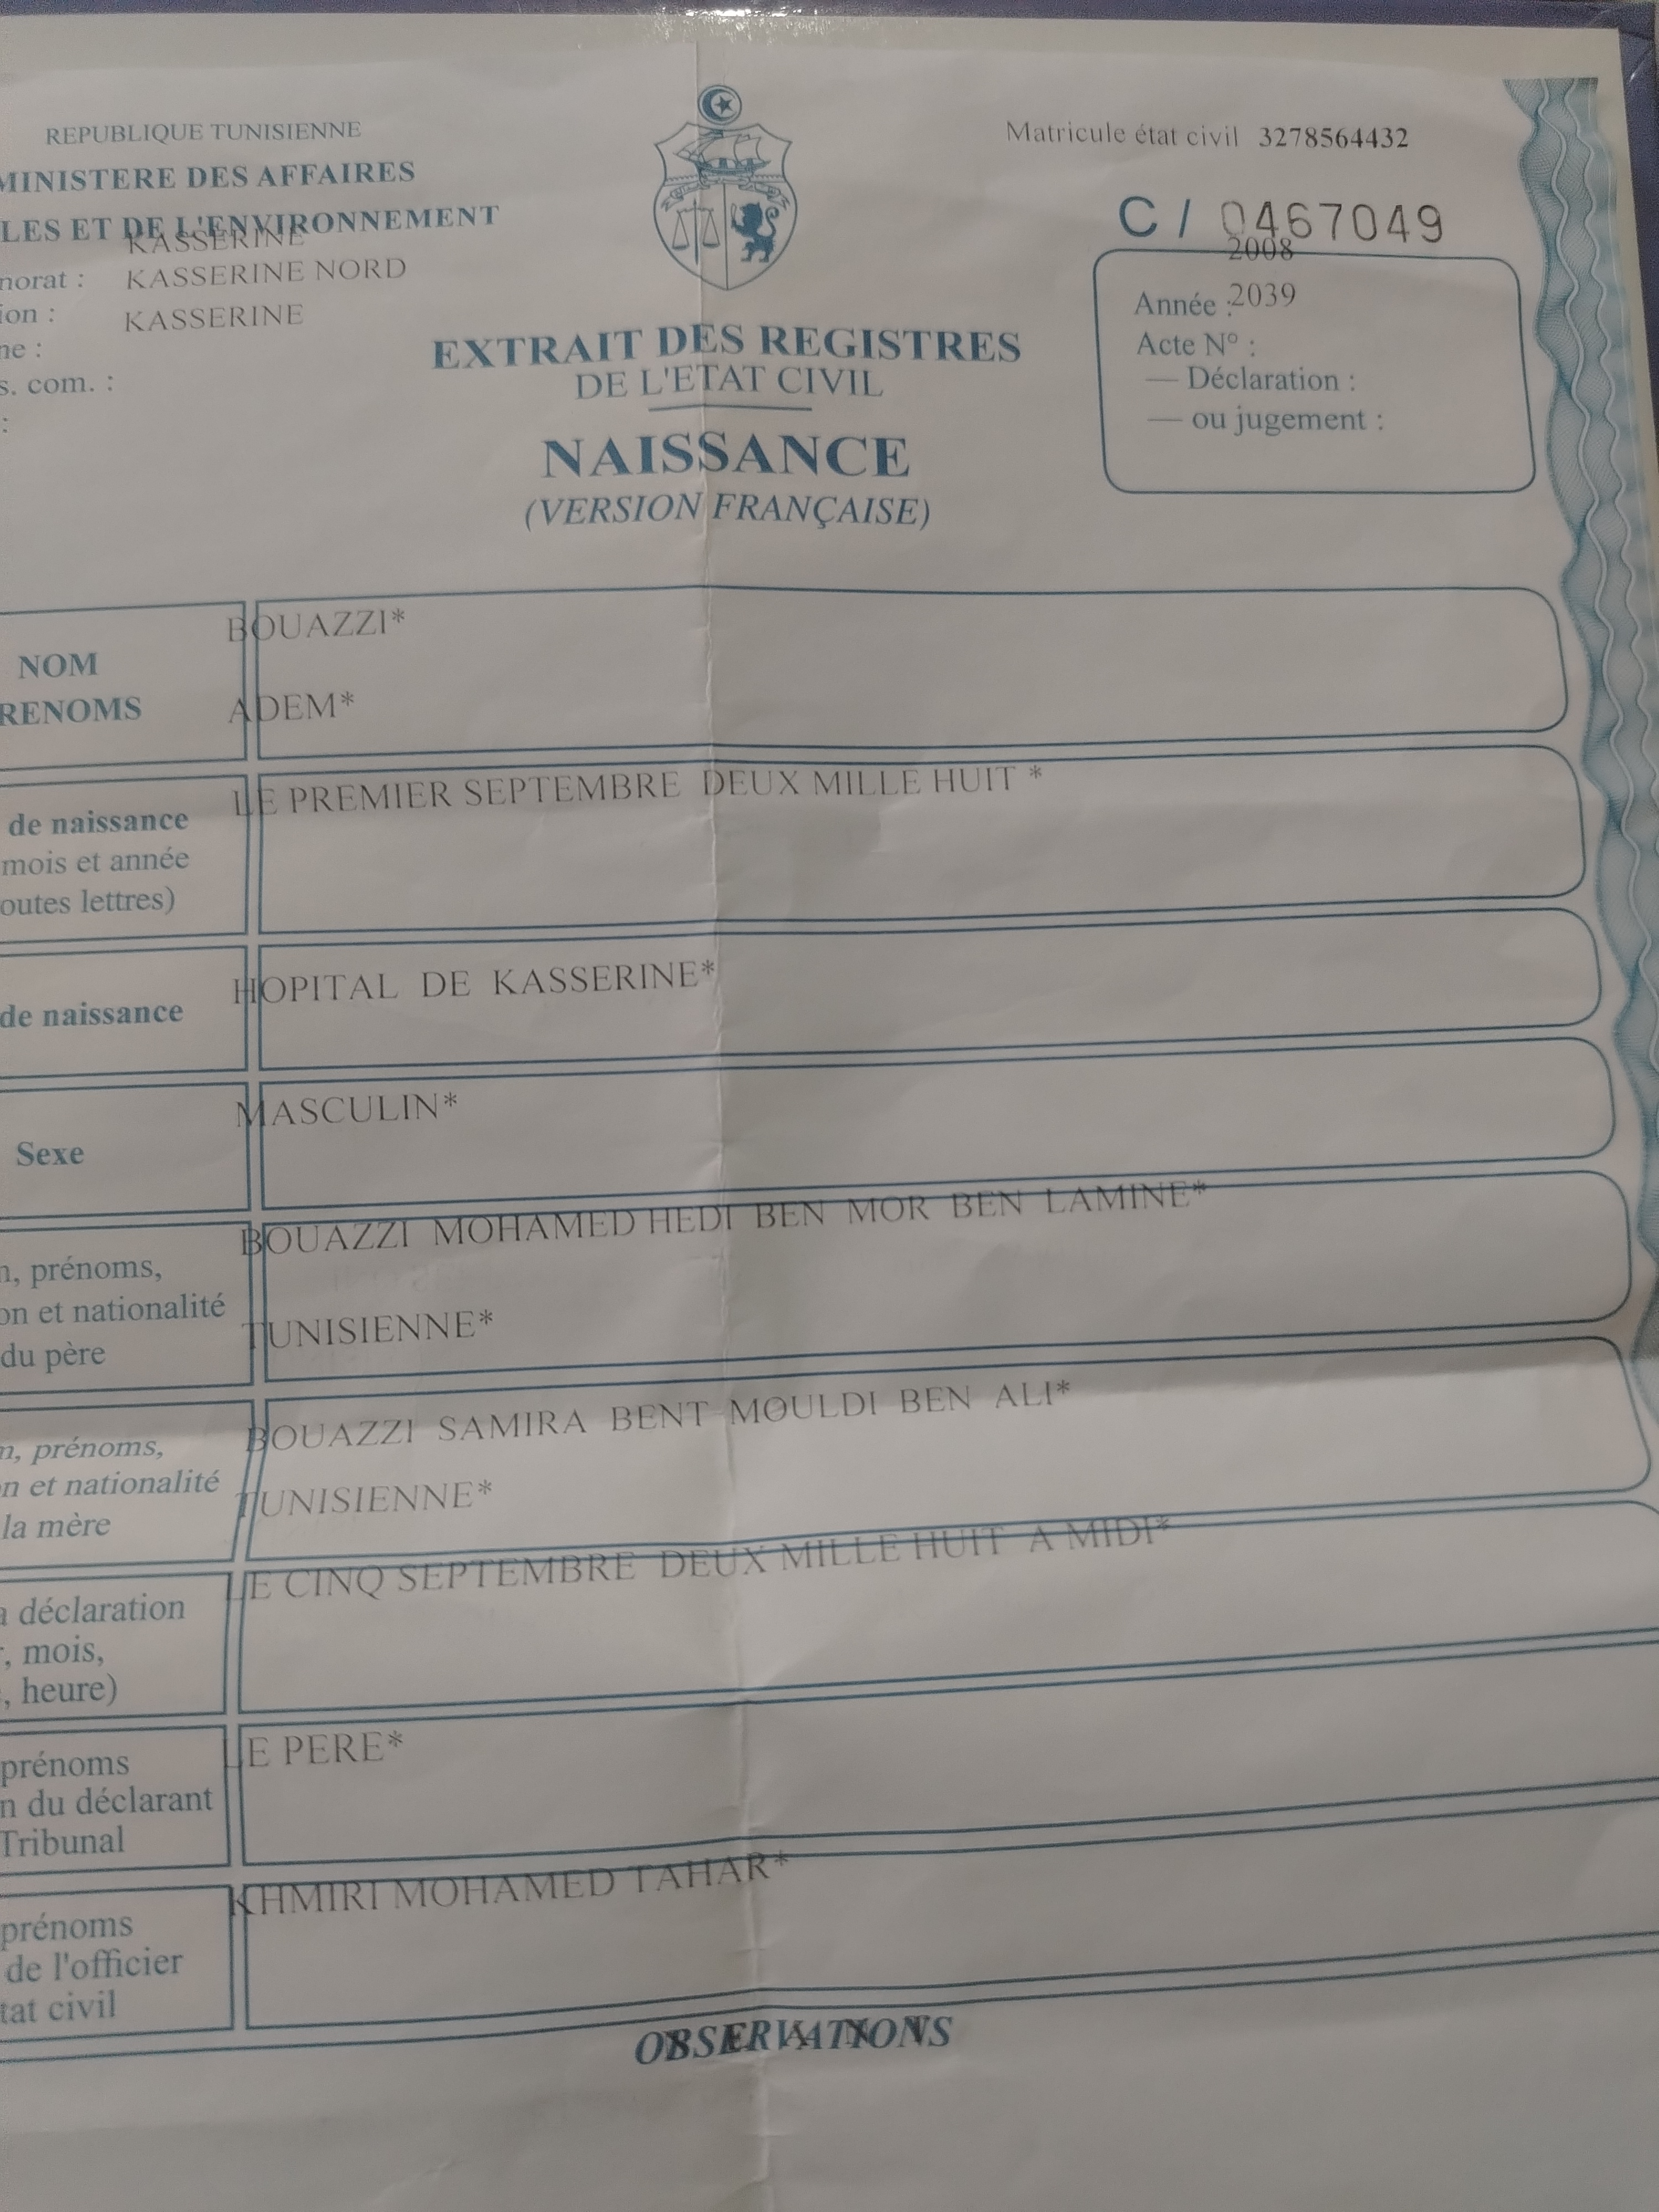 REPUBLIQUE TUNISIENNE
MINISTERE DES AFFAIRES
LES ET DE L'ENVIRONNEMENT
KASSERINE
norat : KASSERINE NORD
ion : KASSERINE
ne :
s. com. :
:
Matricule état civil 3278564432
C / 0467049
2008
Année : 2039
Acte N° :
— Déclaration :
— ou jugement :
EXTRAIT DES REGISTRES
DE L'ETAT CIVIL
NAISSANCE
(VERSION FRANÇAISE)
BOUAZZI*
NOM
RENOMS
ADEM*
LE PREMIER SEPTEMBRE DEUX MILLE HUIT *
de naissance
mois et année
outes lettres)
HOPITAL DE KASSERINE*
de naissance
MASCULIN*
Sexe
BOUAZZI MOHAMED HEDI BEN MOR BEN LAMINE*
n, prénoms,
on et nationalité
TUNISIENNE*
du père
BOUAZZI SAMIRA BENT MOULDI BEN ALI*
n, prénoms,
n et nationalité
TUNISIENNE*
la mère
LE CINQ SEPTEMBRE DEUX MILLE HUIT A MIDI*
a déclaration
r, mois,
, heure)
LE PERE*
prénoms
n du déclarant
Tribunal
KHMIRI MOHAMED TAHAR*
prénoms
de l'officier
tat civil
OBSERVATIONS